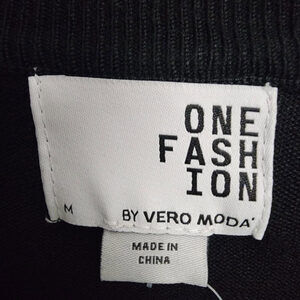 ONE
FASH
ION
M
BY VERO MODA
MADE IN
CHINA